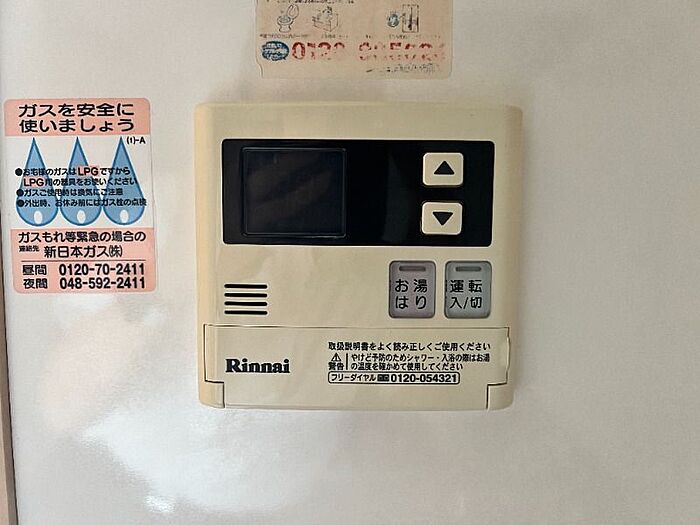 0120
ガスを安全に
使いましょう
(1)-A
●お宅様のガスはLPGですから
LPG用の器具をお使いください
●ガスご使用時は換気にご注意
●外出時、お休み前にはガス栓の点検
ガスもれ等緊急の場合の
連絡先 新日本ガス㈱
昼間 0120-70-2411
夜間 048-592-2411
▲
▼
お湯
はり
運転
入/切
Rinnai
取扱説明書をよく読み正しくご使用ください
警告
やけど予防のためシャワー・入浴の際はお湯
の温度を確かめて使用してください
フリーダイヤル 0120-054321